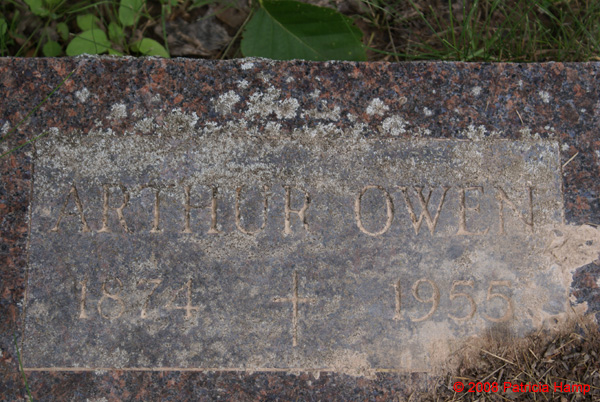 ARTHUR OWEN
1874 † 1955
© 2008 Patricia Hamp